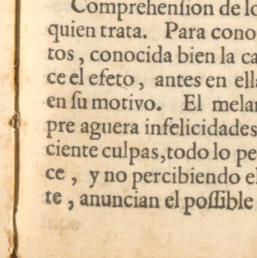 Comprehenſion de lo
quien trata. Para cono
tos, conocida bien la ca
ce el efeto, antes en ella
en ſu motivo. El melan
pre aguera infelicidades
ciente culpas, todo lo pe
ce, y no percibiendo e
te, anuncian el poſſible